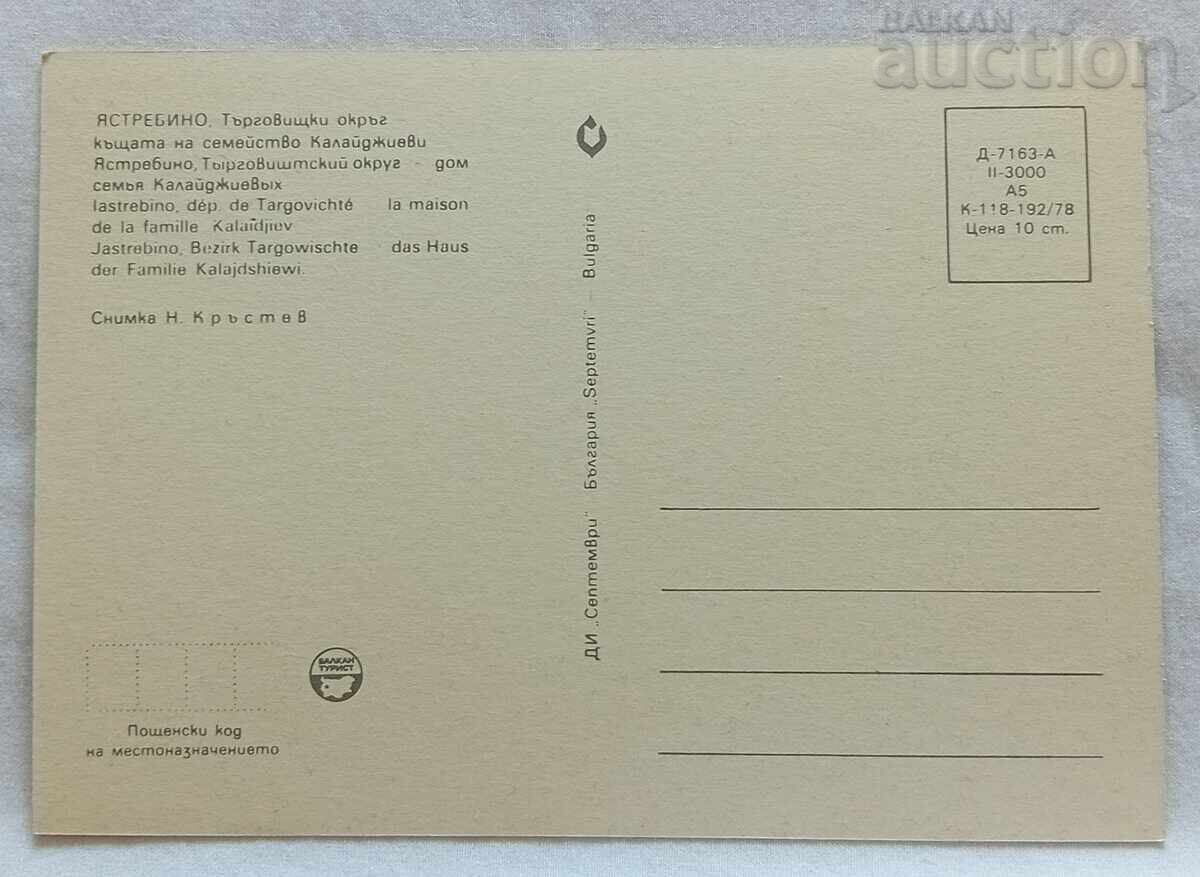 BALKAN
auction
ЯСТРЕБИНО, Търговищки окръг
къщата на семейство Калайджиеви
Ястребино, Тырговиштский округ - дом
семья Калайджиевых
Iastrebino, dép. de Targovichté la maison
de la famille Kalaïdjiev
Jastrebino, Bezirk Targowischte das Haus
der Familie Kalajdshiewi.
Снимка Н. Кръстев
ДИ „Септември" България „Septemvri" — Bulgaria
Д-7163-А
II-3000
А5
К-118-192/78
Цена 10 ст.
БАЛКАН
ТУРИСТ
Пощенски код
на местоназначението